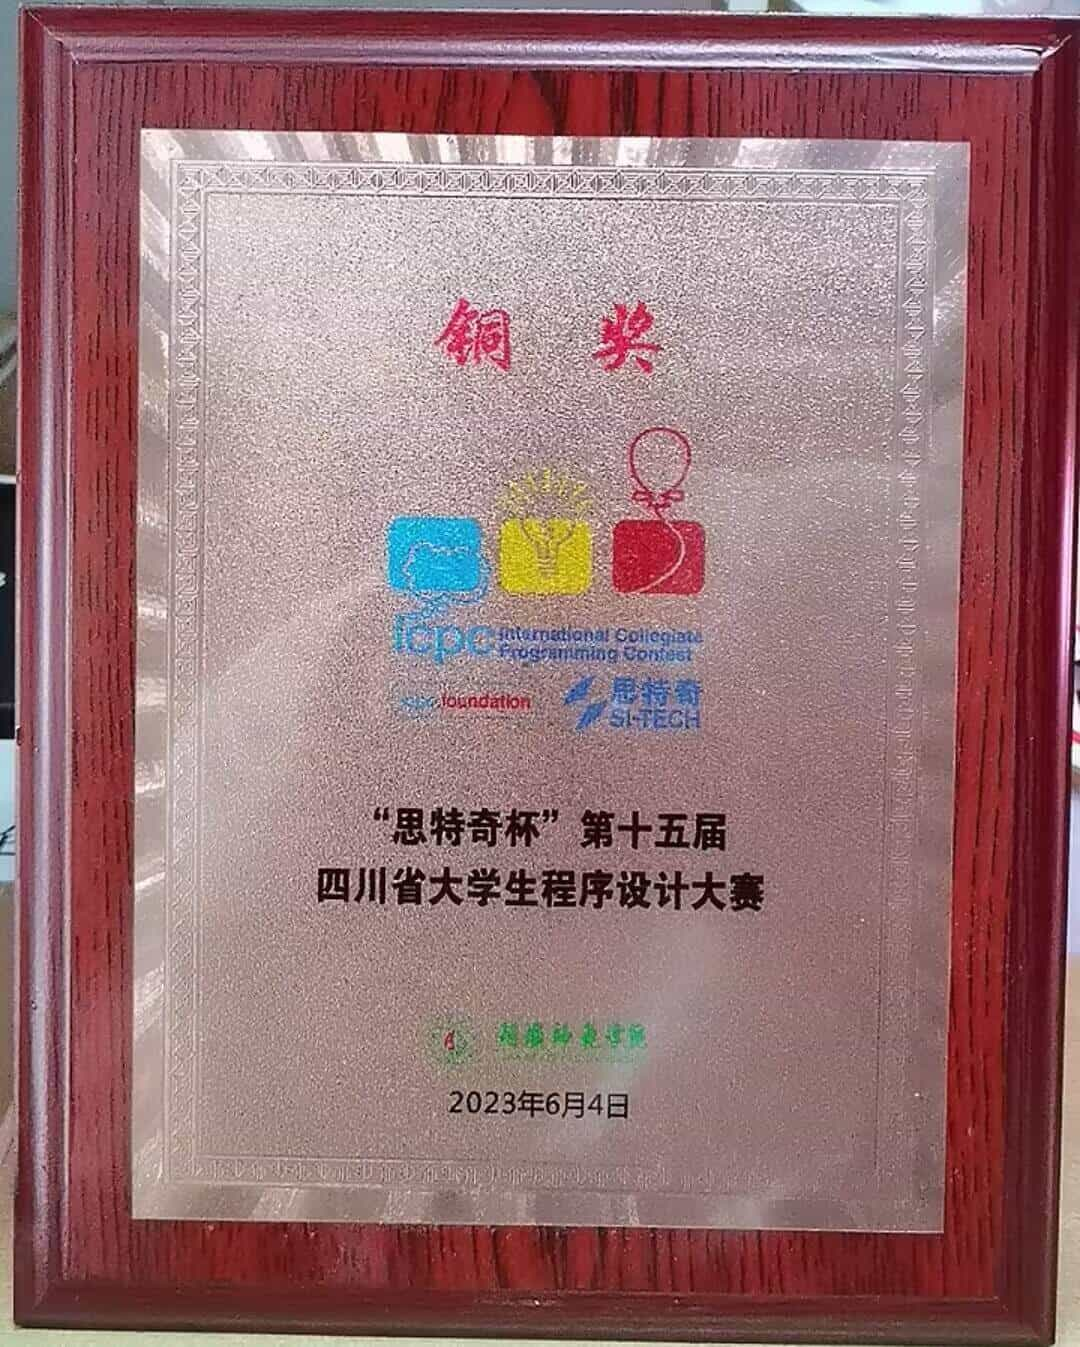 铜 奖
icpc International Collegiate
Programming Contest
icpc.foundation
思特奇
SI-TECH
“思特奇杯”第十五届
四川省大学生程序设计大赛
2023年6月4日